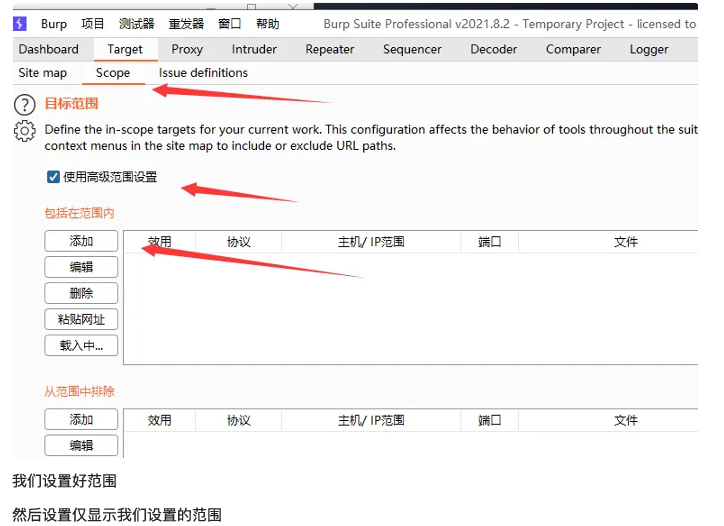 Burp 项目 测试器 重发器 窗口 帮助 Burp Suite Professional v2021.8.2 - Temporary Project - licensed to
Dashboard Target Proxy Intruder Repeater Sequencer Decoder Comparer Logger
Site map Scope Issue definitions
目标范围
Define the in-scope targets for your current work. This configuration affects the behavior of tools throughout the suit
context menus in the site map to include or exclude URL paths.
使用高级范围设置
包括在范围内
添加 效用 协议 主机/ IP范围 端口 文件
编辑
删除
粘贴网址
载入中...
从范围中排除
添加 效用 协议 主机/ IP范围 端口 文件
编辑
我们设置好范围
然后设置仅显示我们设置的范围